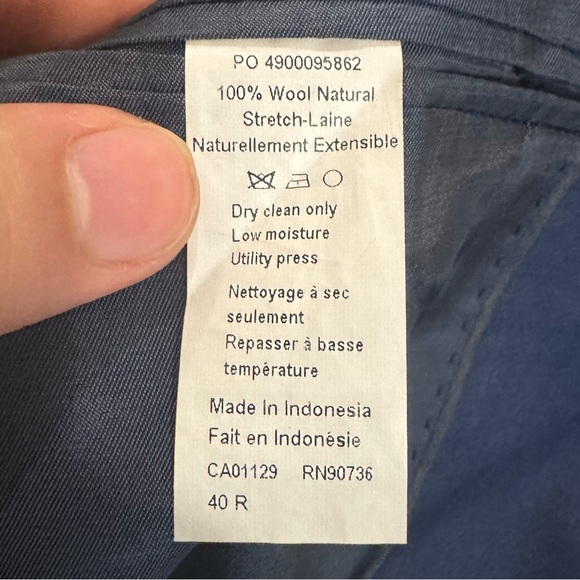 PO 4900095862
100% Wool Natural
Stretch-Laine
Naturellement Extensible
Dry clean only
Low moisture
Utility press
Nettoyage à sec
seulement
Repasser à basse
température
Made In Indonesia
Fait en Indonésie
CA01129 RN90736
40 R